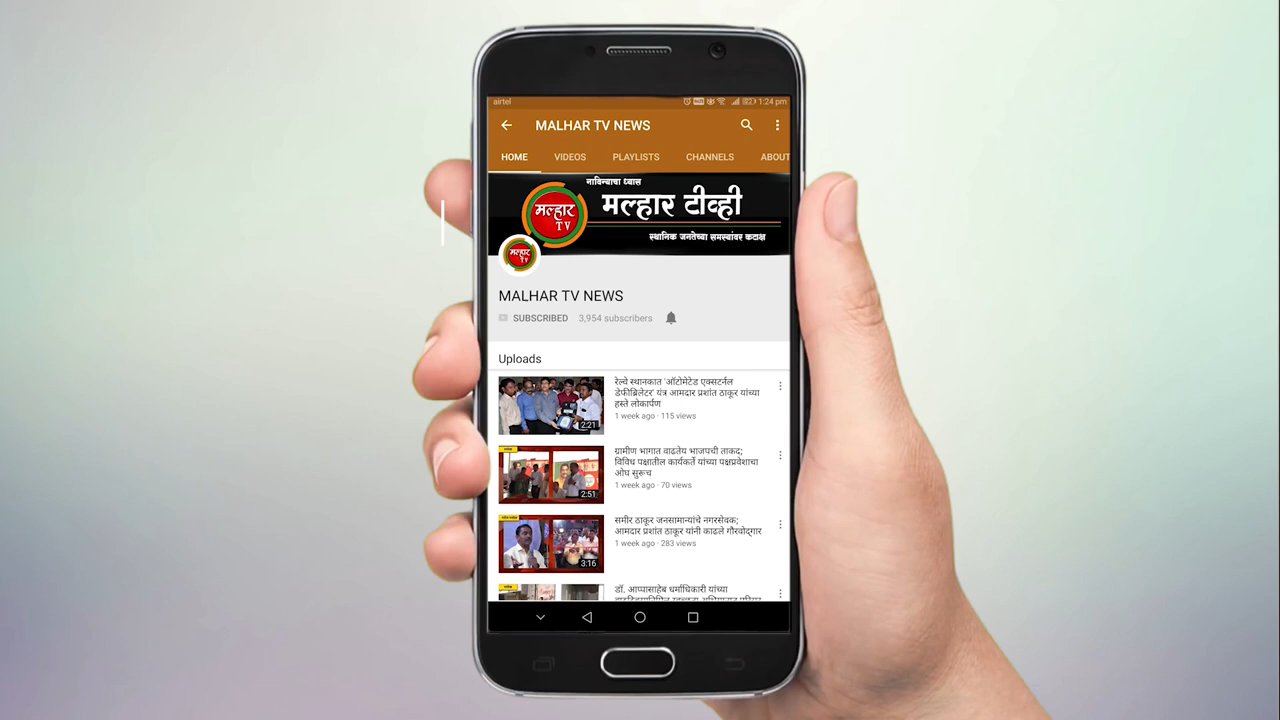 airtel 1:24 pm
MALHAR TV NEWS
HOME VIDEOS PLAYLISTS CHANNELS ABOUT
नाविन्याचा ध्यास
मल्हार टीव्ही
मल्हार
TV
स्थानिक जनतेच्या समस्यांवर कटाक्ष
मल्हार
TV
MALHAR TV NEWS
SUBSCRIBED 3,954 subscribers
Uploads
रेल्वे स्थानकात 'ऑटोमेटेड एक्सटर्नल
डेफीब्रिलेटर' यंत्र आमदार प्रशांत ठाकूर यांच्या
हस्ते लोकार्पण
1 week ago · 115 views
2:21
ग्रामीण भागात वाढतेय भाजपची ताकद;
विविध पक्षातील कार्यकर्ते यांच्या पक्षप्रवेशाचा
ओघ सुरूच
1 week ago · 70 views
2:51
समीर ठाकूर जनसामान्यांचे नगरसेवक;
आमदार प्रशांत ठाकूर यांनी काढले गौरवोद्गार
1 week ago · 283 views
3:16
डॉ. आप्पासाहेब धर्माधिकारी यांच्या